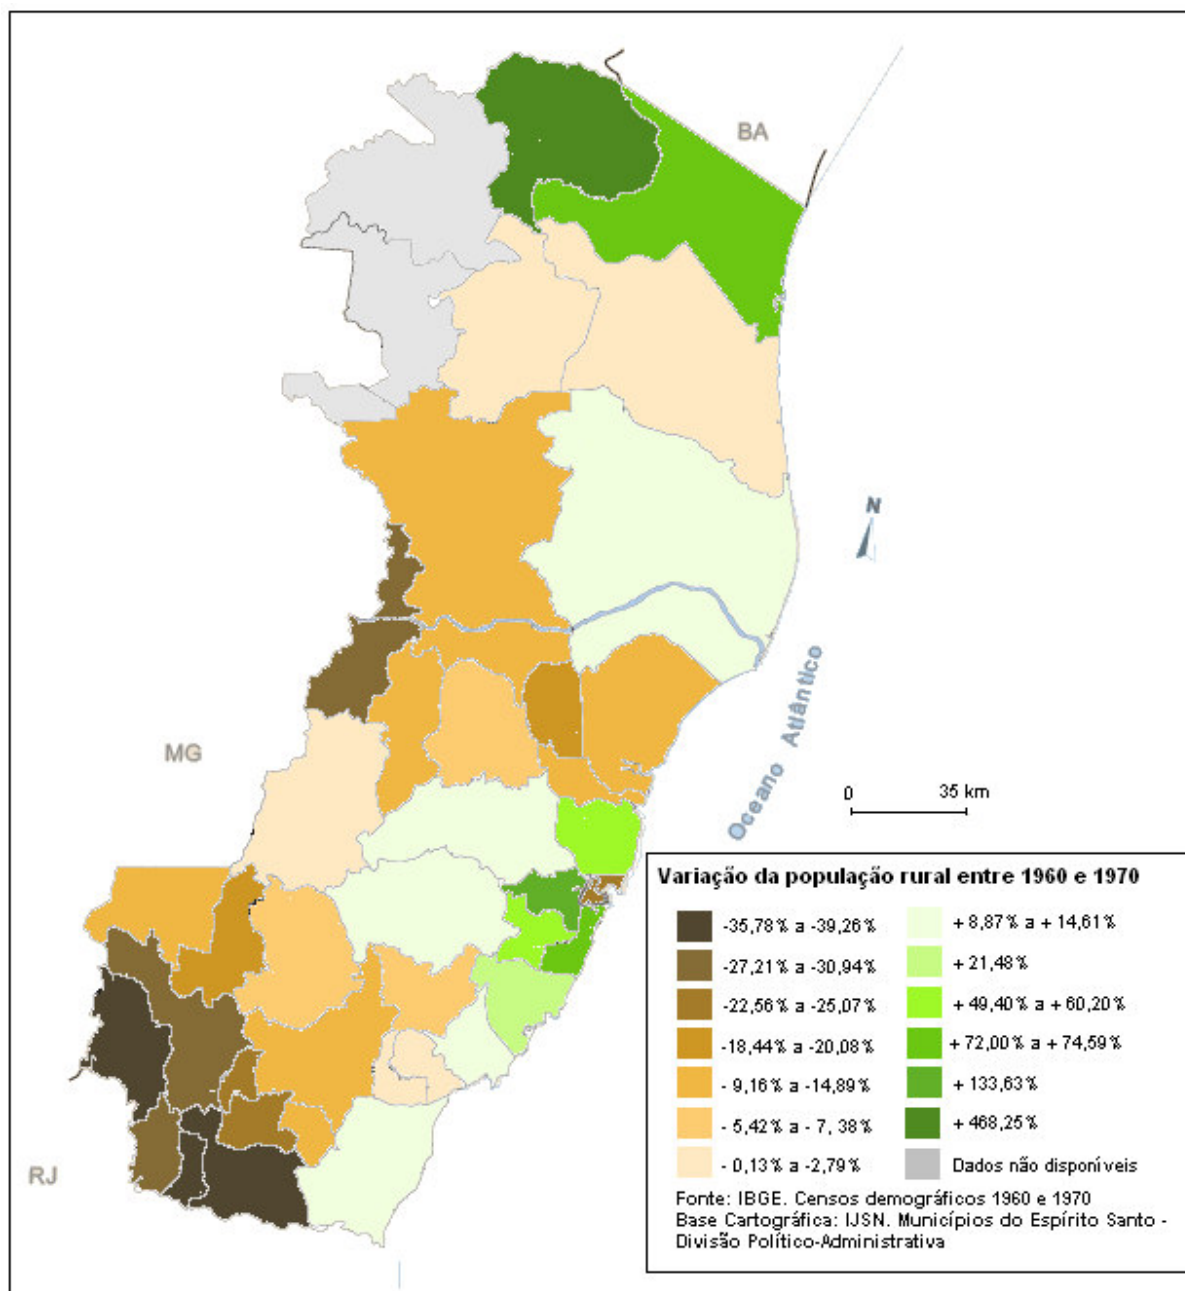 BA
N
Oceano Atlântico
MG
0 35 km
RJ
Variação da população rural entre 1960 e 1970
-35,78% a -39,26%
-27,21% a -30,94%
-22,56% a -25,07%
-18,44% a -20,08%
- 9,16% a -14,89%
- 5,42% a - 7, 38%
- 0,13% a -2,79%
+ 8,87% a + 14,61%
+ 21,48%
+ 49,40% a + 60,20%
+ 72,00% a + 74,59%
+ 133,63%
+ 468,25%
Dados não disponíveis
Fonte: IBGE. Censos demográficos 1960 e 1970
Base Cartográfica: IJSN. Municípios do Espírito Santo -
Divisão Político-Administrativa